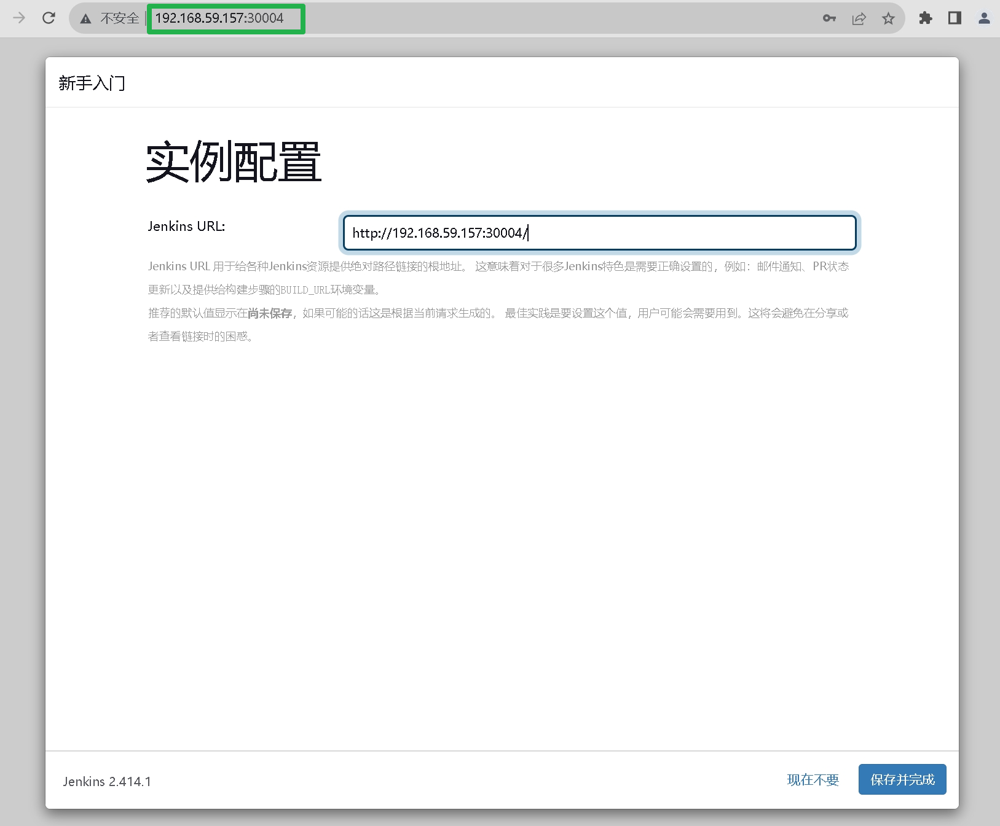 不安全 192.168.59.157:30004
新手入门
实例配置
Jenkins URL:
http://192.168.59.157:30004/
Jenkins URL 用于给各种Jenkins资源提供绝对路径链接的根地址。 这意味着对于很多Jenkins特色是需要正确设置的，例如：邮件通知、PR状态
更新以及提供给构建步骤的BUILD_URL环境变量。
推荐的默认值显示在尚未保存，如果可能的话这是根据当前请求生成的。 最佳实践是要设置这个值，用户可能会需要用到。这将会避免在分享或
者查看链接时的困惑。
Jenkins 2.414.1
现在不要
保存并完成